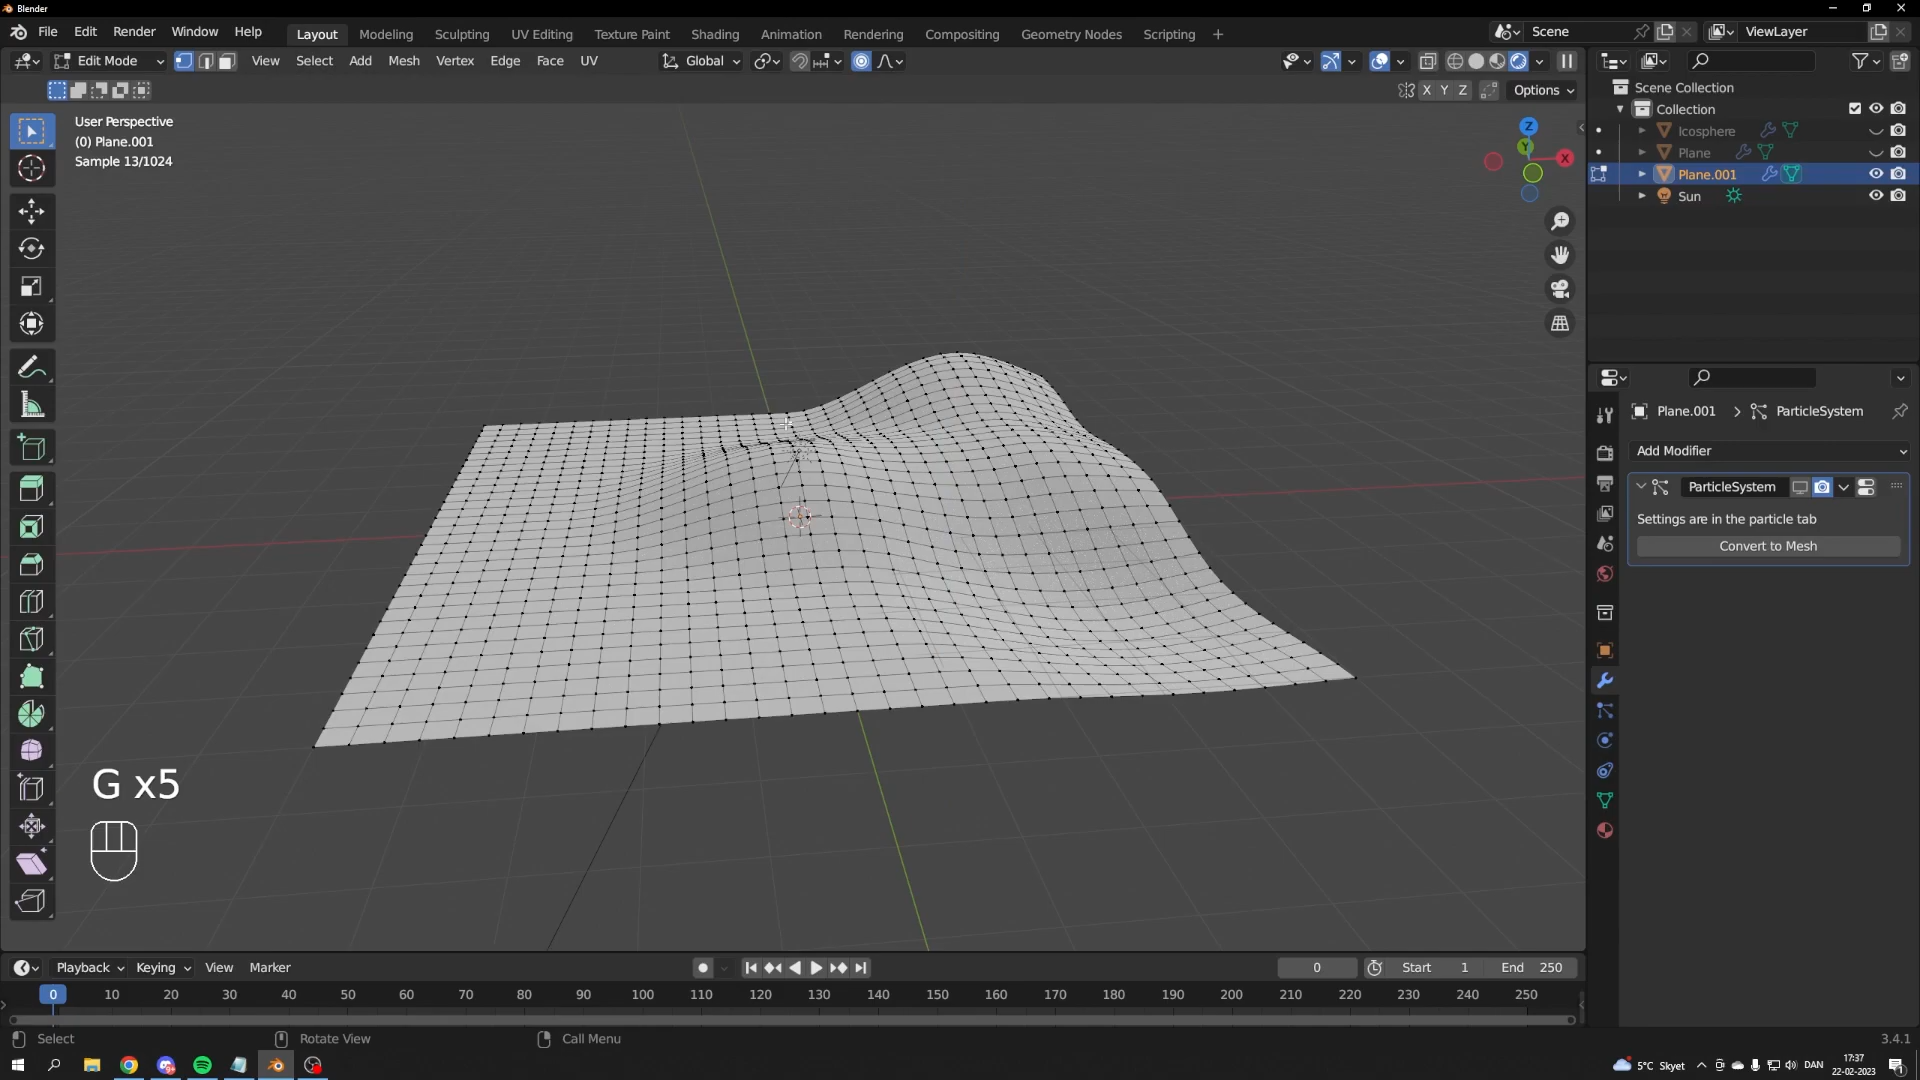 Blender
File Edit Render Window Help Layout Modeling Sculpting UV Editing Texture Paint Shading Animation Rendering Compositing Geometry Nodes Scripting + Scene ViewLayer
Edit Mode View Select Add Mesh Vertex Edge Face UV Global
X Y Z Options
User Perspective
(0) Plane.001
Sample 13/1024
Z
Y
X
G x5
Scene Collection
Collection
Icosphere
Plane
Plane.001
Sun
Plane.001 > ParticleSystem
Add Modifier
ParticleSystem
Settings are in the particle tab
Convert to Mesh
Playback Keying View Marker 0 Start 1 End 250
0 10 20 30 40 50 60 70 80 90 100 110 120 130 140 150 160 170 180 190 200 210 220 230 240 250
Select Rotate View Call Menu 3.4.1
5°C Skyet DAN 17:37
22-02-2023